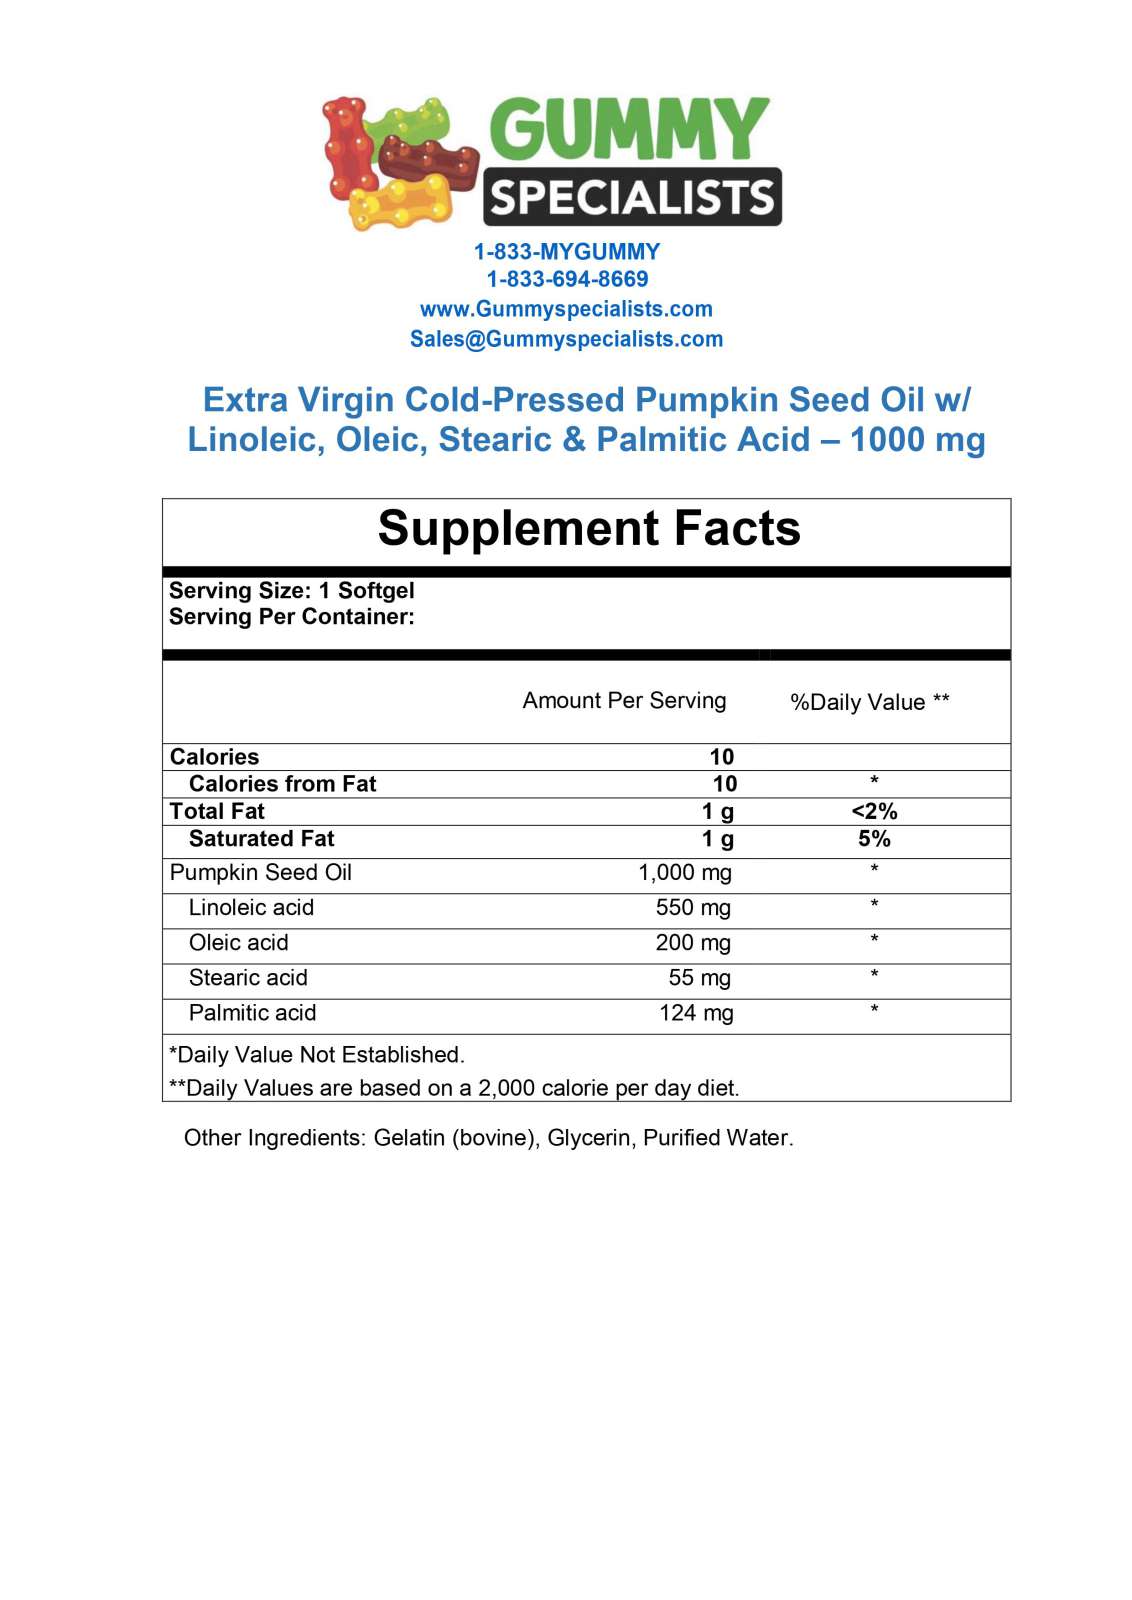 GUMMY
SPECIALISTS
1-833-MYGUMMY
1-833-694-8669
www.Gummyspecialists.com
Sales@Gummyspecialists.com
Extra Virgin Cold-Pressed Pumpkin Seed Oil w/
Linoleic, Oleic, Stearic & Palmitic Acid – 1000 mg
Supplement Facts
Serving Size: 1 Softgel
Serving Per Container:
Amount Per Serving %Daily Value **
Calories 10
Calories from Fat 10 *
Total Fat 1 g <2%
Saturated Fat 1 g 5%
Pumpkin Seed Oil 1,000 mg *
Linoleic acid 550 mg *
Oleic acid 200 mg *
Stearic acid 55 mg *
Palmitic acid 124 mg *
*Daily Value Not Established.
**Daily Values are based on a 2,000 calorie per day diet.
Other Ingredients: Gelatin (bovine), Glycerin, Purified Water.